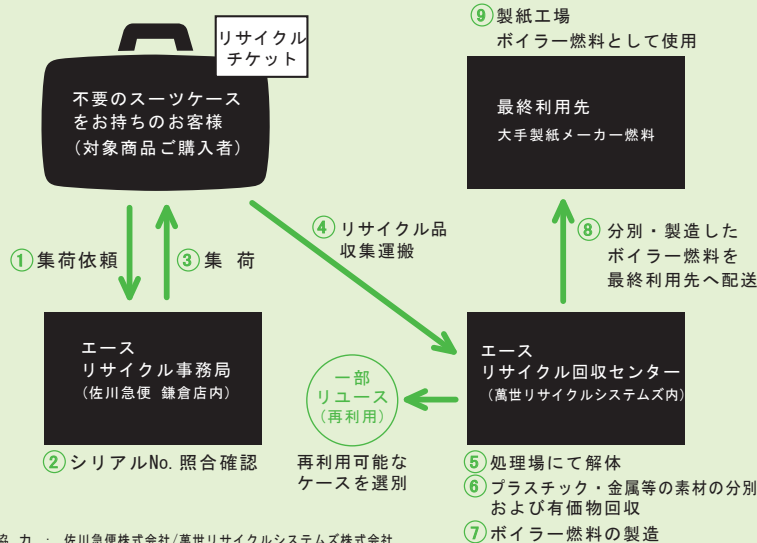 リサイクル
チケット
不要のスーツケース
をお持ちのお客様
(対象商品ご購入者)
①集荷依頼
③集 荷
④リサイクル品
収集運搬
エース
リサイクル事務局
(佐川急便 鎌倉店内)
②シリアルNo.照合確認
一部
リユース
(再利用)
再利用可能な
ケースを選別
エース
リサイクル回収センター
(萬世リサイクルシステムズ内)
⑤処理場にて解体
⑥プラスチック・金属等の素材の分別
および有価物回収
⑦ボイラー燃料の製造
⑧分別・製造した
ボイラー燃料を
最終利用先へ配送
⑨製紙工場
ボイラー燃料として使用
最終利用先
大手製紙メーカー燃料
協 力 : 佐川急便株式会社/萬世リサイクルシステムズ株式会社